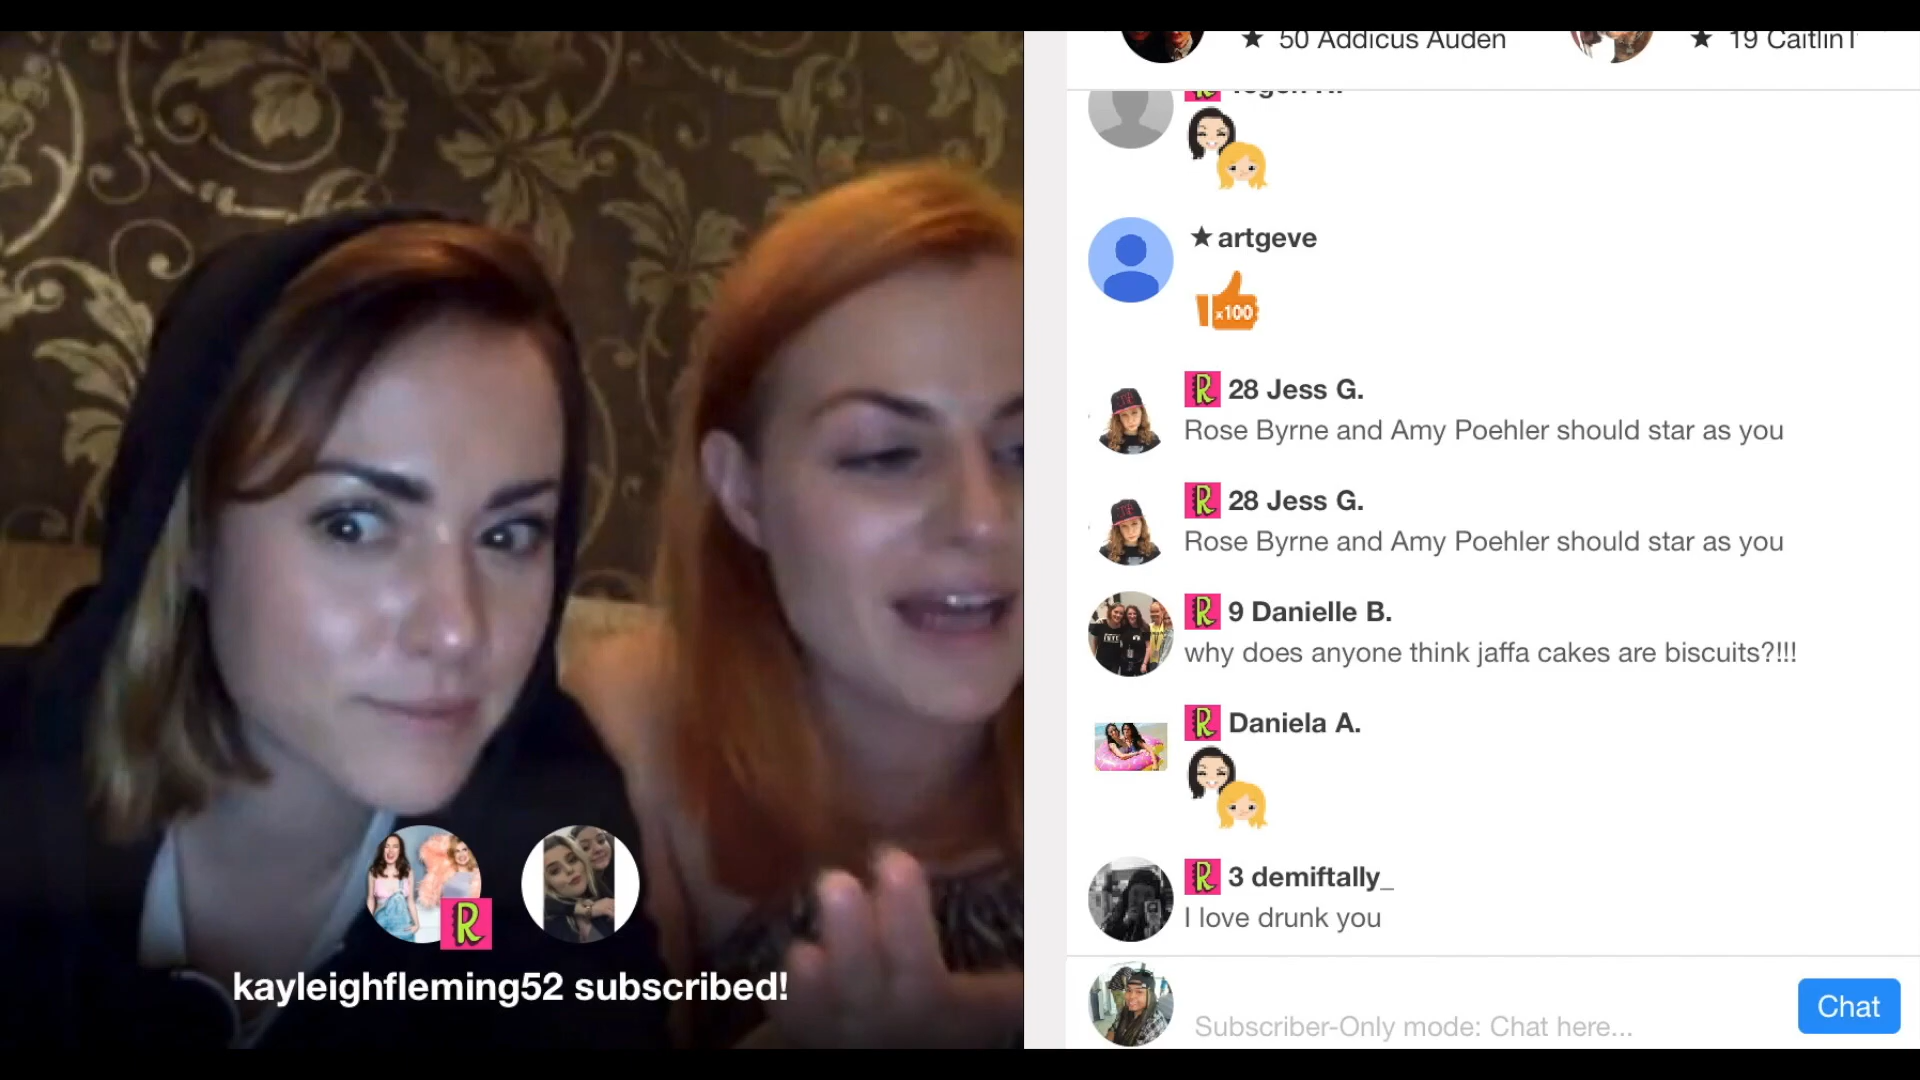 ★ 50 Addicus Auden
★ 19 Caitlin
★ artgeve
x100
R 28 Jess G.
Rose Byrne and Amy Poehler should star as you
R 28 Jess G.
Rose Byrne and Amy Poehler should star as you
R 9 Danielle B.
why does anyone think jaffa cakes are biscuits?!!!
R Daniela A.
R 3 demiftally_
I love drunk you
R
kayleighfleming52 subscribed!
Subscriber-Only mode: Chat here...
Chat